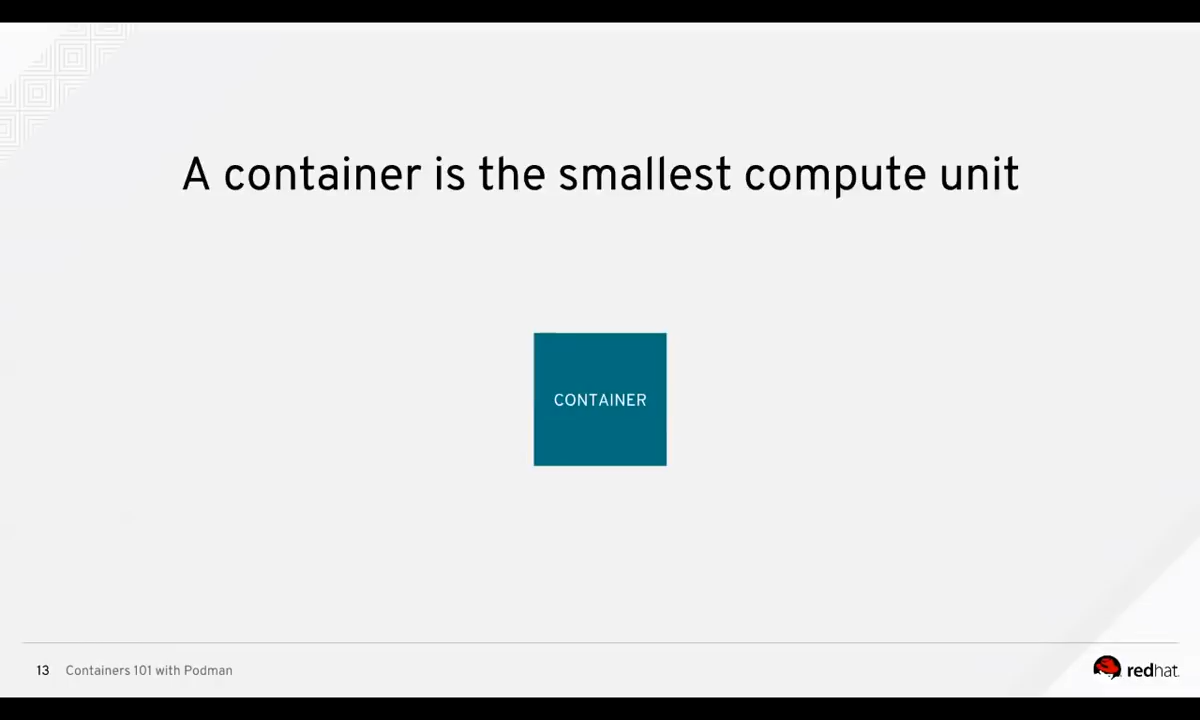 A container is the smallest compute unit
CONTAINER
13 Containers 101 with Podman
redhat.